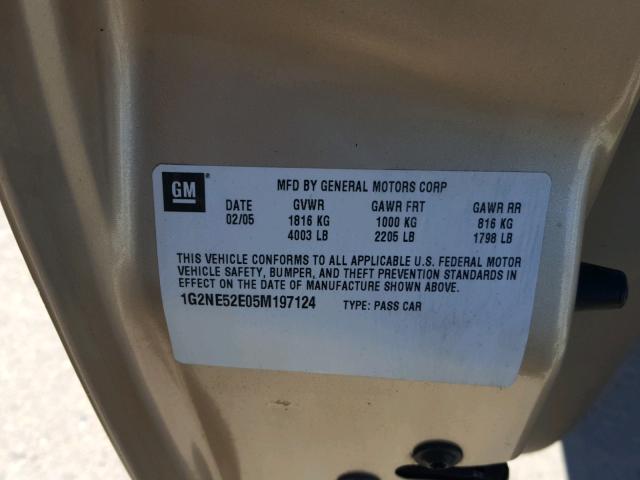 GM
MFD BY GENERAL MOTORS CORP
DATE GVWR GAWR FRT GAWR RR
02/05 1816 KG 1000 KG 816 KG
4003 LB 2205 LB 1798 LB
THIS VEHICLE CONFORMS TO ALL APPLICABLE U.S. FEDERAL MOTOR
VEHICLE SAFETY, BUMPER, AND THEFT PREVENTION STANDARDS IN
EFFECT ON THE DATE OF MANUFACTURE SHOWN ABOVE.
1G2NE52E05M197124 TYPE: PASS CAR